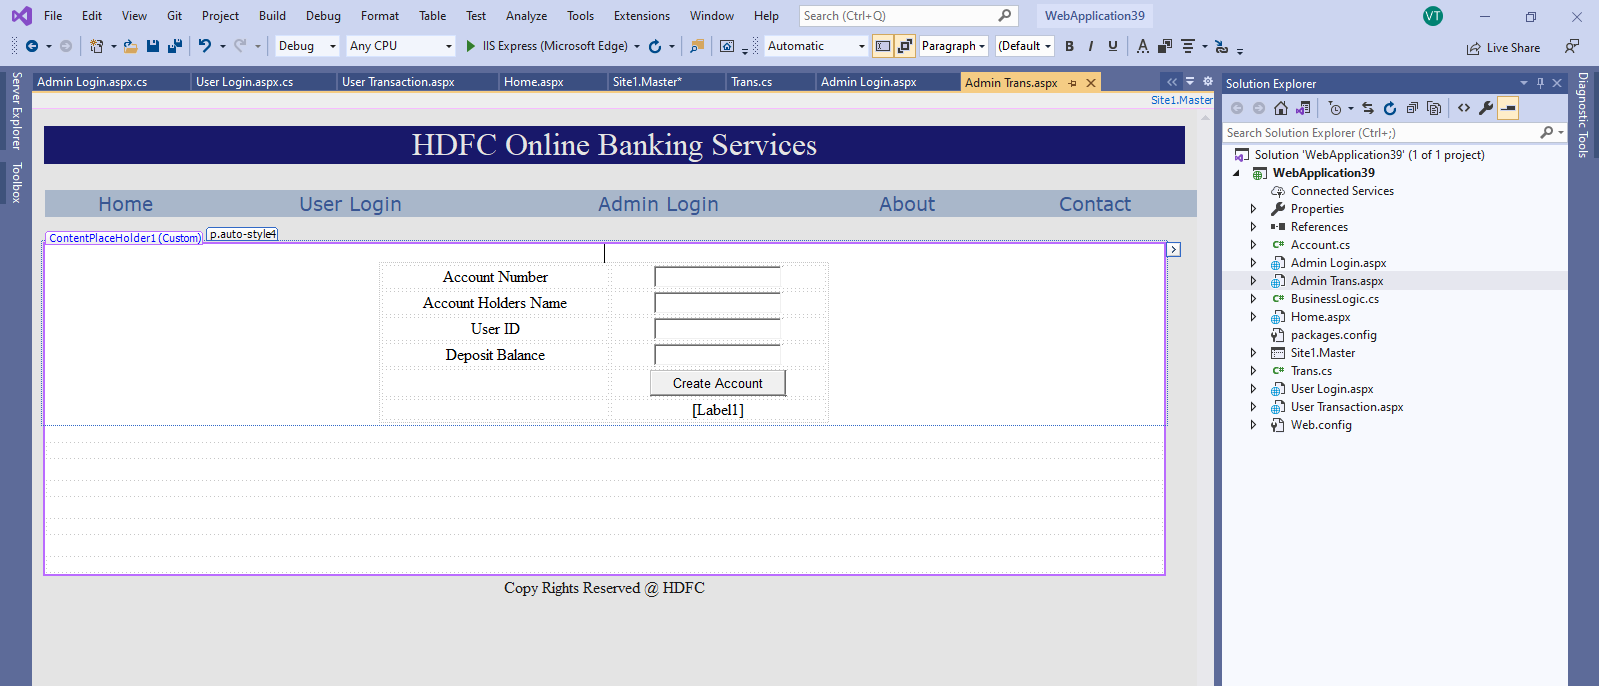 File Edit View Git Project Build Debug Format Table Test Analyze Tools Extensions Window Help Search (Ctrl+Q) WebApplication39 VT
Debug Any CPU IIS Express (Microsoft Edge) Automatic Paragraph (Default B I U A Live Share
Server Explorer
Toolbox
Admin Login.aspx.cs User Login.aspx.cs User Transaction.aspx Home.aspx Site1.Master* Trans.cs Admin Login.aspx Admin Trans.aspx
Site1.Master
HDFC Online Banking Services
Home User Login Admin Login About Contact
ContentPlaceHolder1 (Custom) p.auto-style4
Account Number
Account Holders Name
User ID
Deposit Balance
Create Account
[Label1]
Copy Rights Reserved @ HDFC
Solution Explorer
Search Solution Explorer (Ctrl+;)
Solution 'WebApplication39' (1 of 1 project)
WebApplication39
Connected Services
Properties
References
C# Account.cs
Admin Login.aspx
Admin Trans.aspx
C# BusinessLogic.cs
Home.aspx
packages.config
Site1.Master
C# Trans.cs
User Login.aspx
User Transaction.aspx
Web.config
Diagnostic Tools